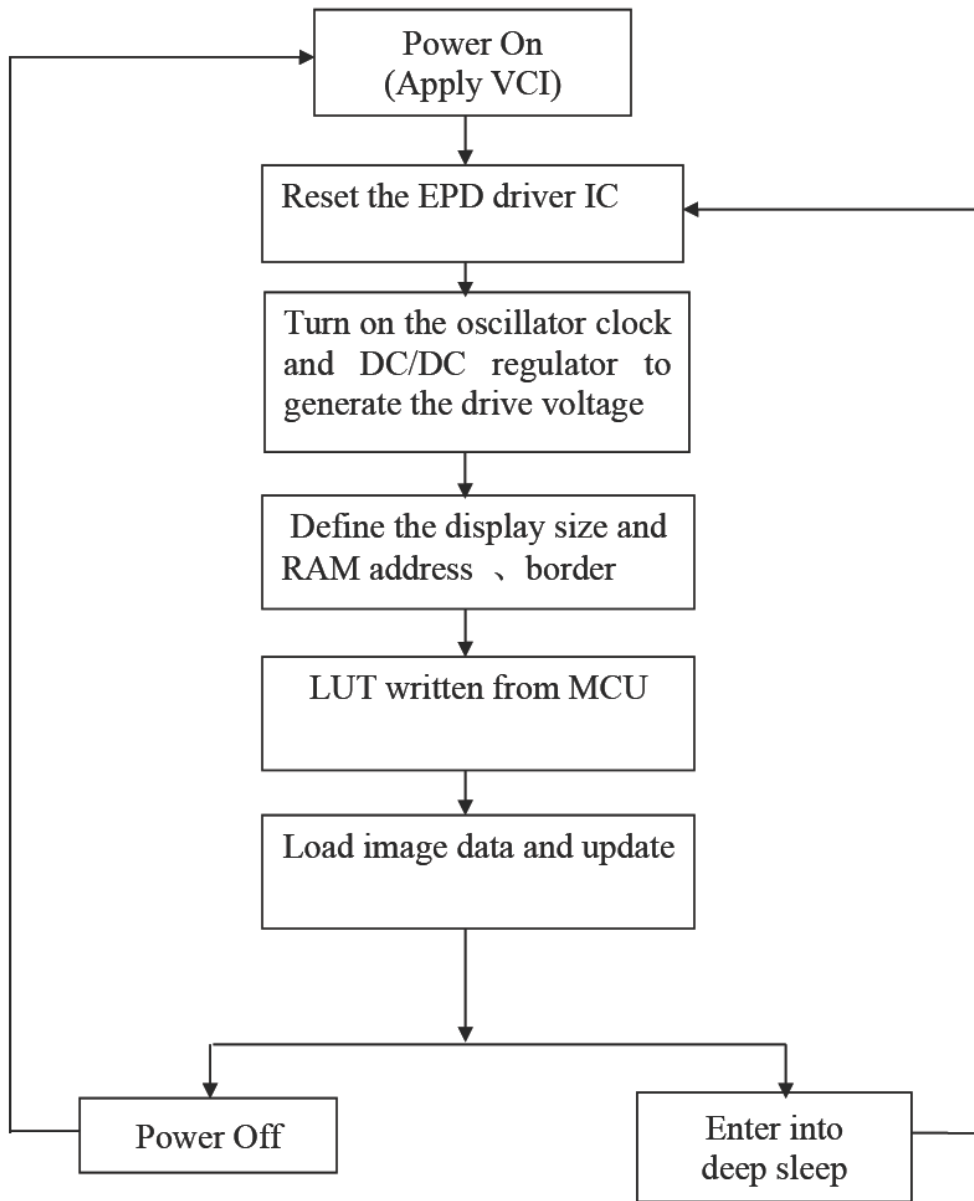 Power On
(Apply VCI)
Reset the EPD driver IC
Turn on the oscillator clock
and DC/DC regulator to
generate the drive voltage
Define the display size and
RAM address 、border
LUT written from MCU
Load image data and update
Power Off
Enter into
deep sleep